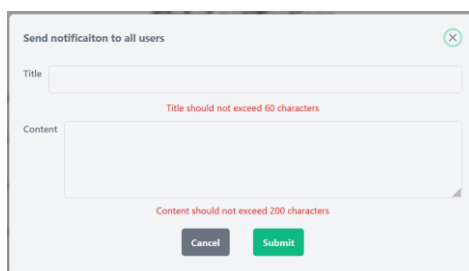 Send notificaiton to all users
Title
Title should not exceed 60 characters
Content
Content should not exceed 200 characters
Cancel Submit